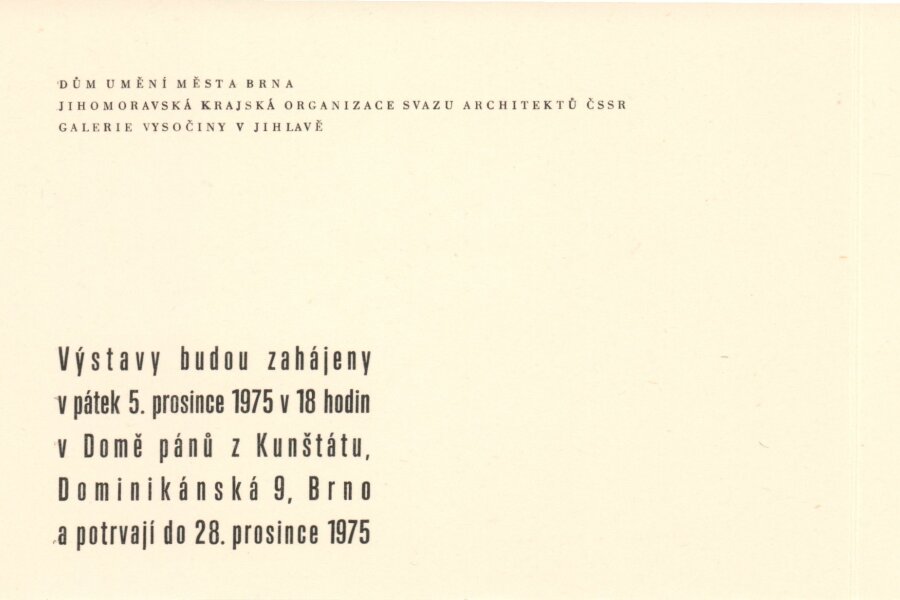 DŮM UMĚNÍ MĚSTA BRNA
JIHOMORAVSKÁ KRAJSKÁ ORGANIZACE SVAZU ARCHITEKTŮ ČSSR
GALERIE VYSOČINY V JIHLAVĚ
Výstavy budou zahájeny
v pátek 5. prosince 1975 v 18 hodin
v Domě pánů z Kunštátu,
Dominikánská 9, Brno
a potrvají do 28. prosince 1975